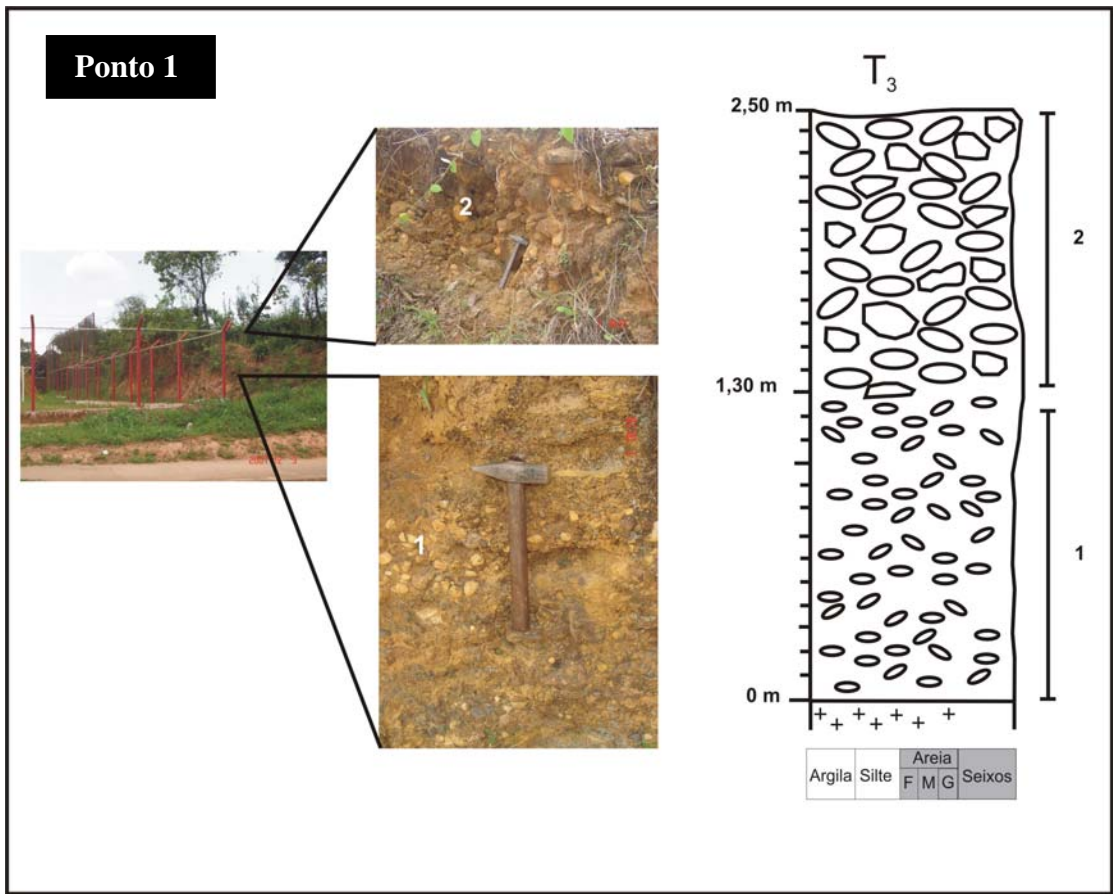 Ponto 1
T3
2,50 m
2
2
1,30 m
1
1
0 m
Argila Silte Areia Seixos
F M G